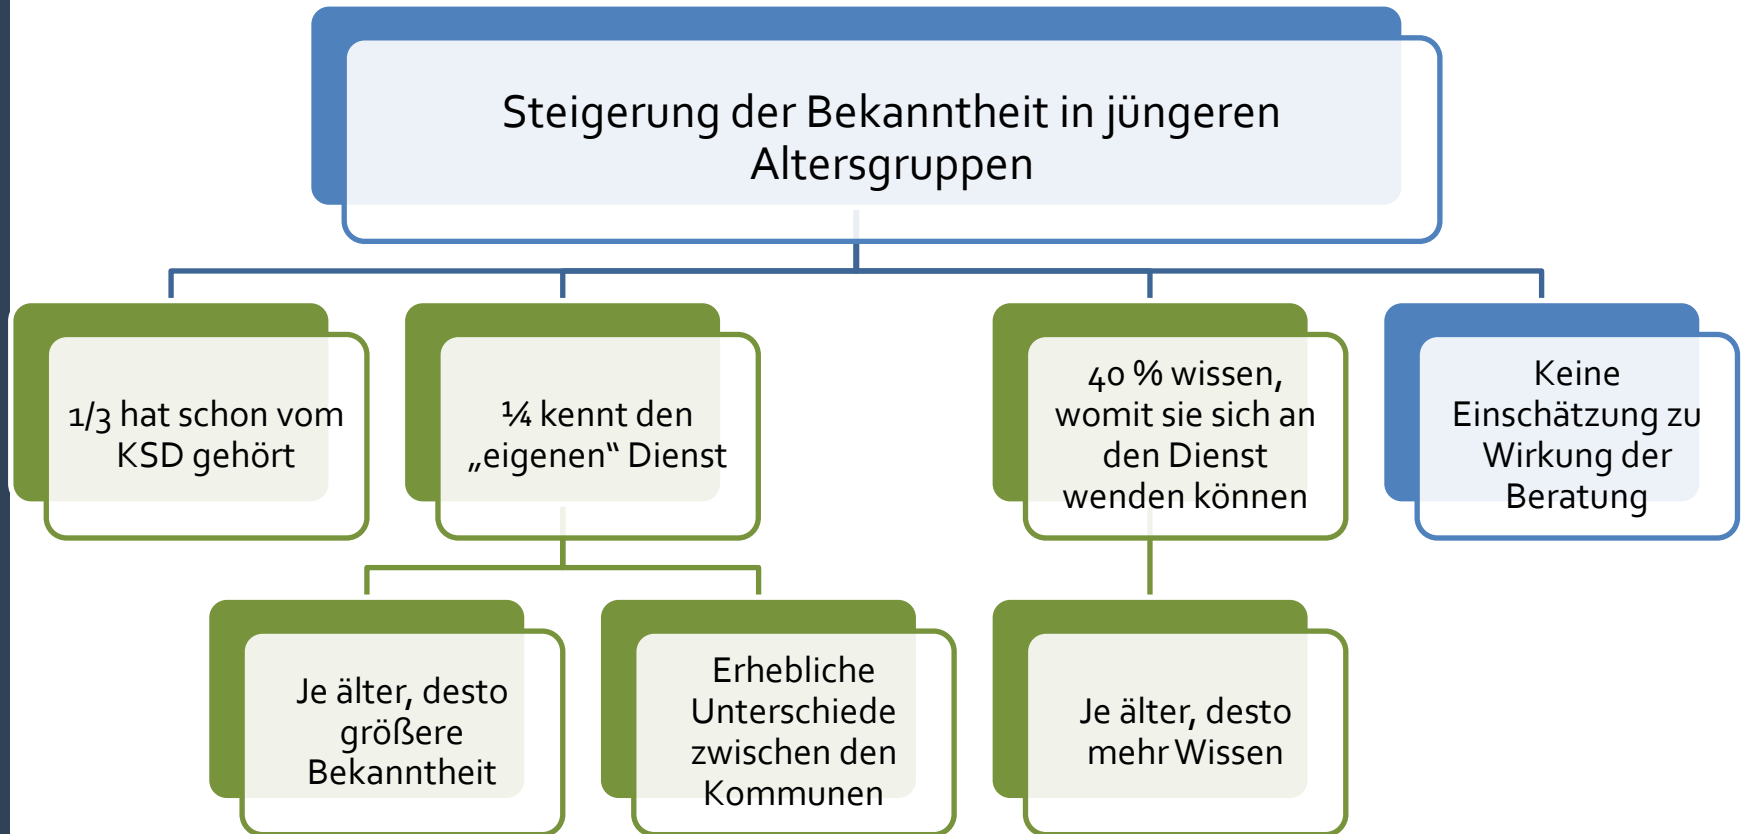 Steigerung der Bekanntheit in jüngeren
Altersgruppen
1/3 hat schon vom
KSD gehört
¼ kennt den
„eigenen“ Dienst
40 % wissen,
womit sie sich an
den Dienst
wenden können
Keine
Einschätzung zu
Wirkung der
Beratung
Je älter, desto
größere
Bekanntheit
Erhebliche
Unterschiede
zwischen den
Kommunen
Je älter, desto
mehr Wissen